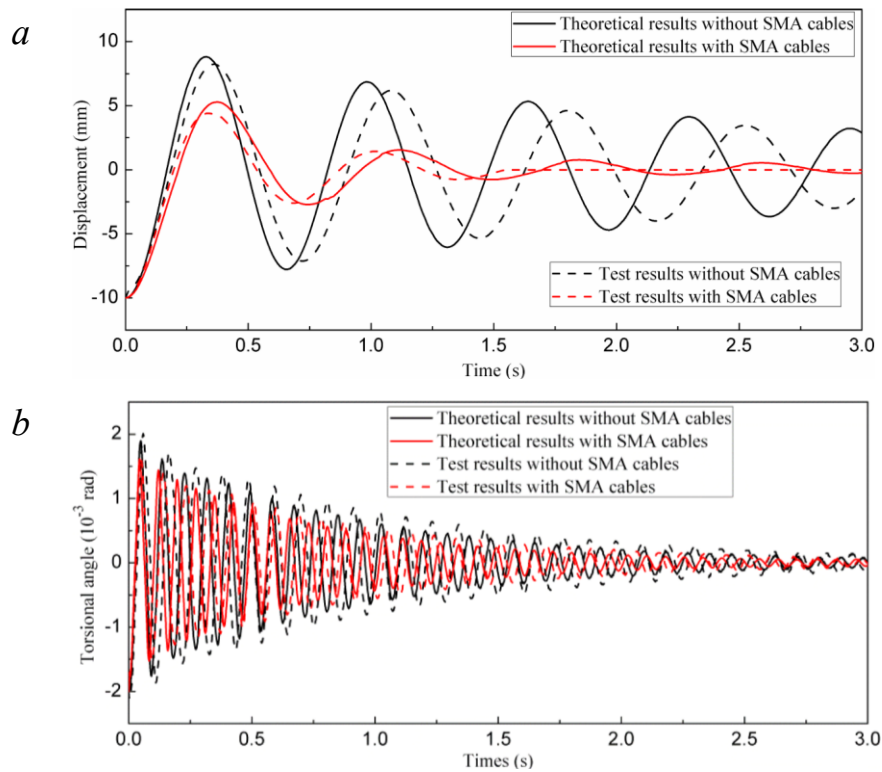 a
Theoretical results without SMA cables
Theoretical results with SMA cables
10
5
0
-5
-10
Displacement (mm)
Test results without SMA cables
Test results with SMA cables
0.0 0.5 1.0 1.5 2.0 2.5 3.0
Time (s)
b
Theoretical results without SMA cables
Theoretical results with SMA cables
Test results without SMA cables
Test results with SMA cables
2
1
0
-1
-2
Torsional angle (10⁻³ rad)
0.0 0.5 1.0 1.5 2.0 2.5 3.0
Times (s)